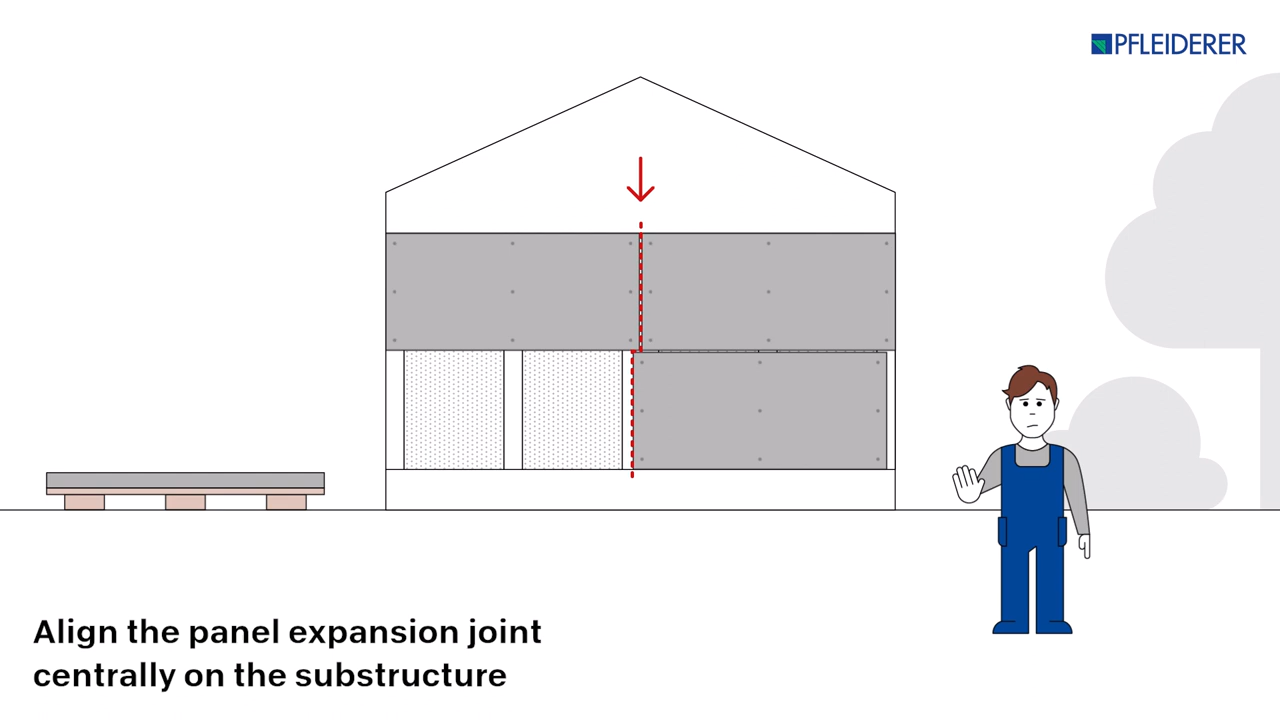 PFLEIDERER
Align the panel expansion joint
centrally on the substructure